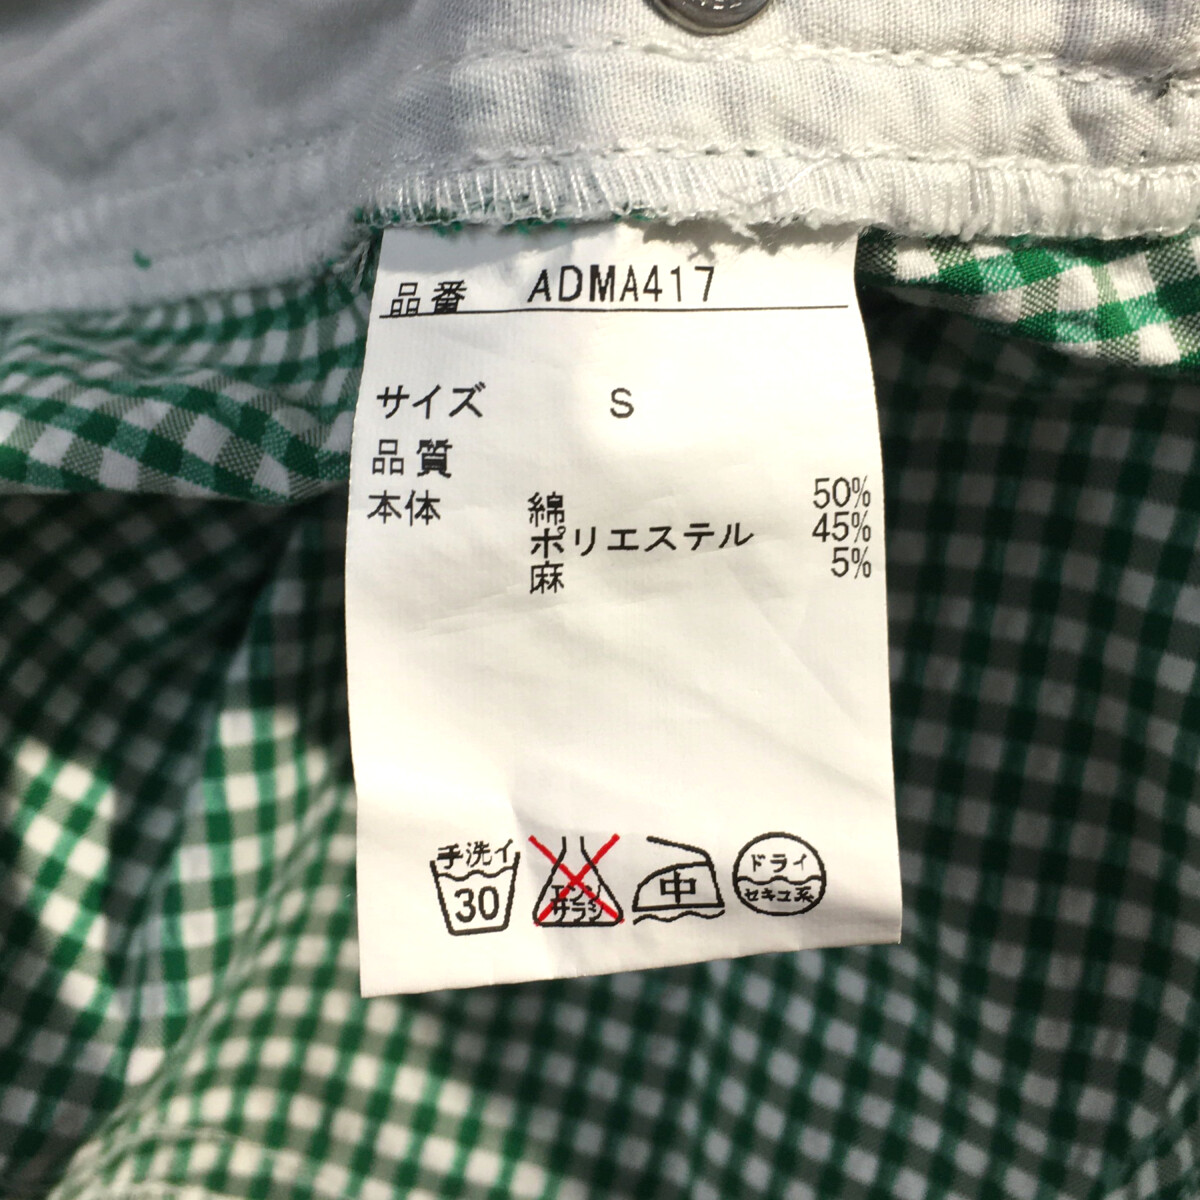 品番 ADMA417
サイズ S
品質
本体 綿 50%
ポリエステル 45%
麻 5%
手洗イ
30
エンソ
サラシ
中
ドライ
セキユ系